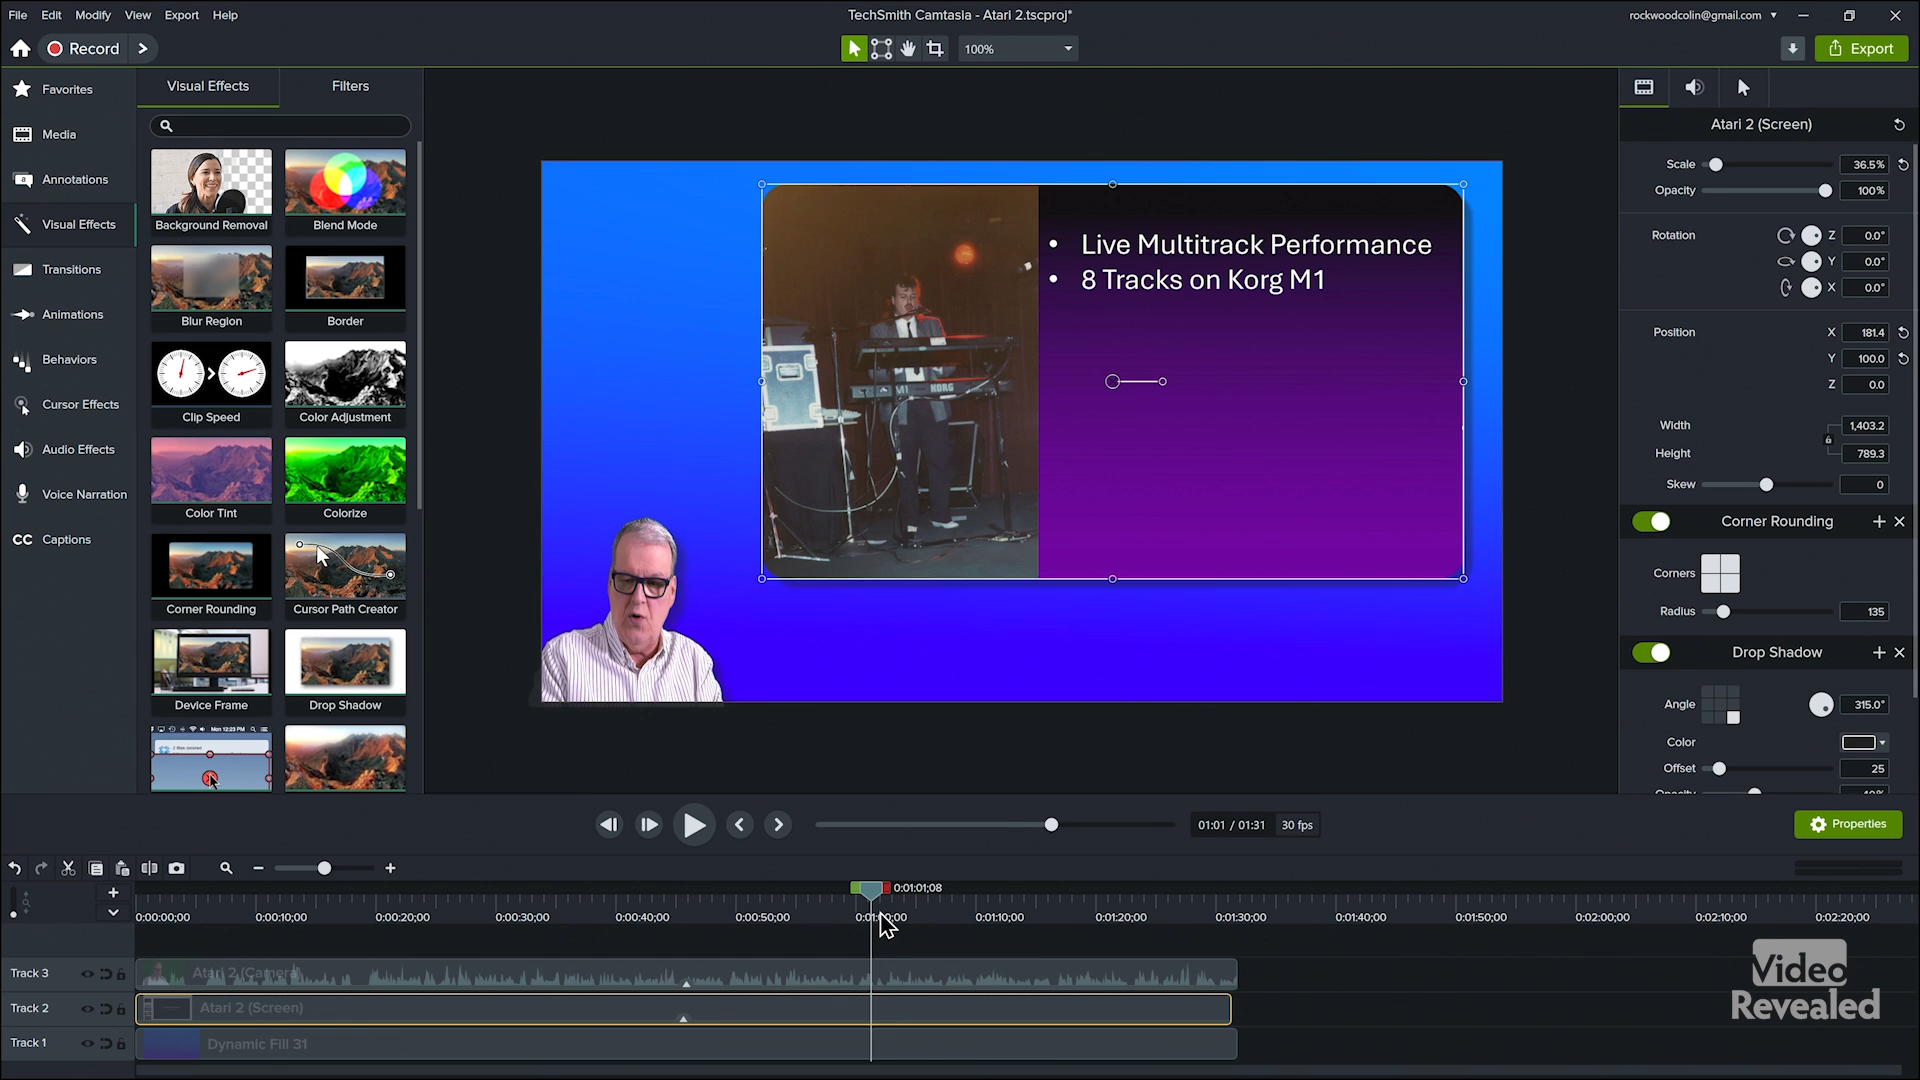 File Edit Modify View Export Help
TechSmith Camtasia - Atari 2.tscproj*
rockwoodcolin@gmail.com
Record
100%
Export
Favorites
Media
Annotations
Visual Effects
Transitions
Animations
Behaviors
Cursor Effects
Audio Effects
Voice Narration
CC Captions
Visual Effects Filters
Background Removal Blend Mode
Blur Region Border
Clip Speed Color Adjustment
Color Tint Colorize
Corner Rounding Cursor Path Creator
Device Frame Drop Shadow
Mon 12:23 PM
• Live Multitrack Performance
• 8 Tracks on Korg M1
M1 KORG
Atari 2 (Screen)
Scale 36.5%
Opacity 100%
Rotation Z 0.0°
Y 0.0°
X 0.0°
Position X 181.4
Y 100.0
Z 0.0
Width 1,403.2
Height 789.3
Skew 0
Corner Rounding
Corners
Radius 135
Drop Shadow
Angle 315.0°
Color
Offset 25
01:01 / 01:31 30 fps
Properties
0:01:01;08
0:00:00;00 0:00:10;00 0:00:20;00 0:00:30;00 0:00:40;00 0:00:50;00 0:01:10;00 0:01:20;00 0:01:30;00 0:01:40;00 0:01:50;00 0:02:00;00 0:02:10;00 0:02:20;00
Track 3 Atari 2 (Camera)
Track 2 Atari 2 (Screen)
Track 1 Dynamic Fill 31
Video
Revealed